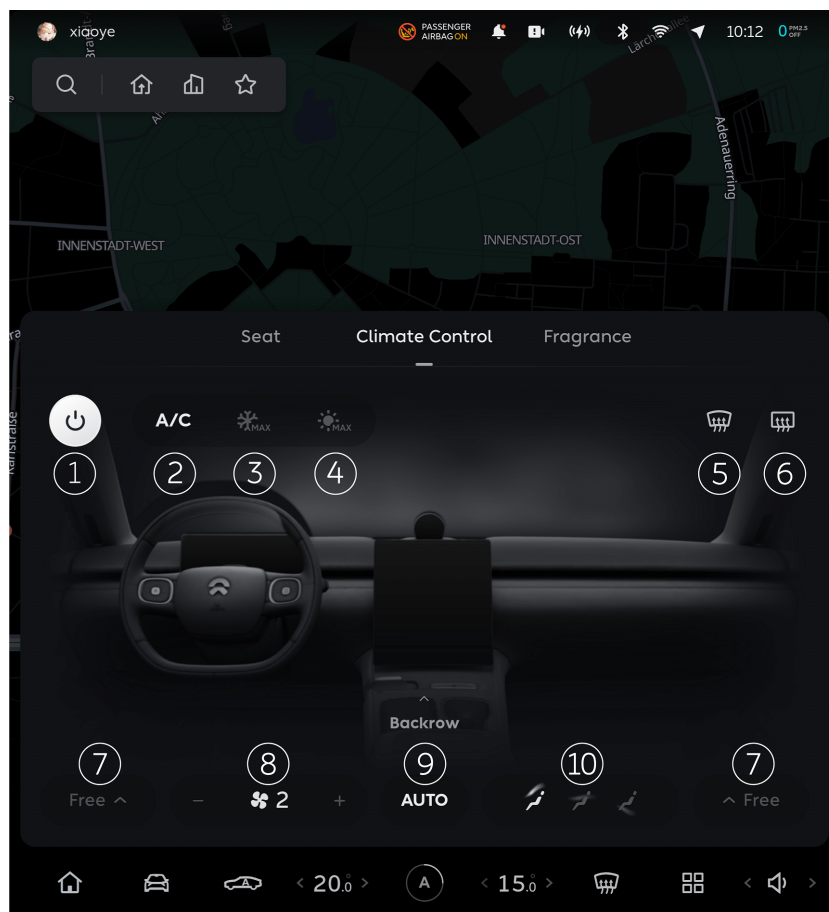 xiaoye
PASSENGER
AIRBAG ON
10:12
0 PM2.5
OFF
Adenauerring
INNENSTADT-WEST
INNENSTADT-OST
Seat Climate Control Fragrance
A/C
MAX
MAX
1
2
3
4
5
6
Backrow
7
8
9
10
7
Free
− 2 +
AUTO
Free
< 20.0 >
A
< 15.0 >
< >